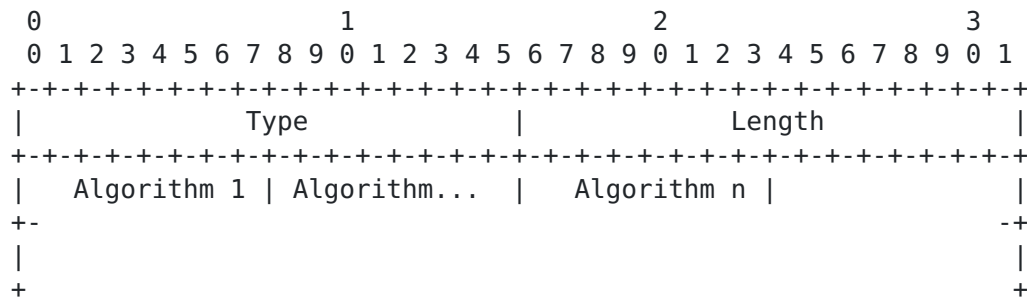 0                   1                   2                   3
 0 1 2 3 4 5 6 7 8 9 0 1 2 3 4 5 6 7 8 9 0 1 2 3 4 5 6 7 8 9 0 1
+-+-+-+-+-+-+-+-+-+-+-+-+-+-+-+-+-+-+-+-+-+-+-+-+-+-+-+-+-+-+-+-+
|              Type             |             Length            |
+-+-+-+-+-+-+-+-+-+-+-+-+-+-+-+-+-+-+-+-+-+-+-+-+-+-+-+-+-+-+-+-+
|   Algorithm 1 | Algorithm...  |   Algorithm n |               |
+-                                                             -+
|                                                               |
+                                                               +